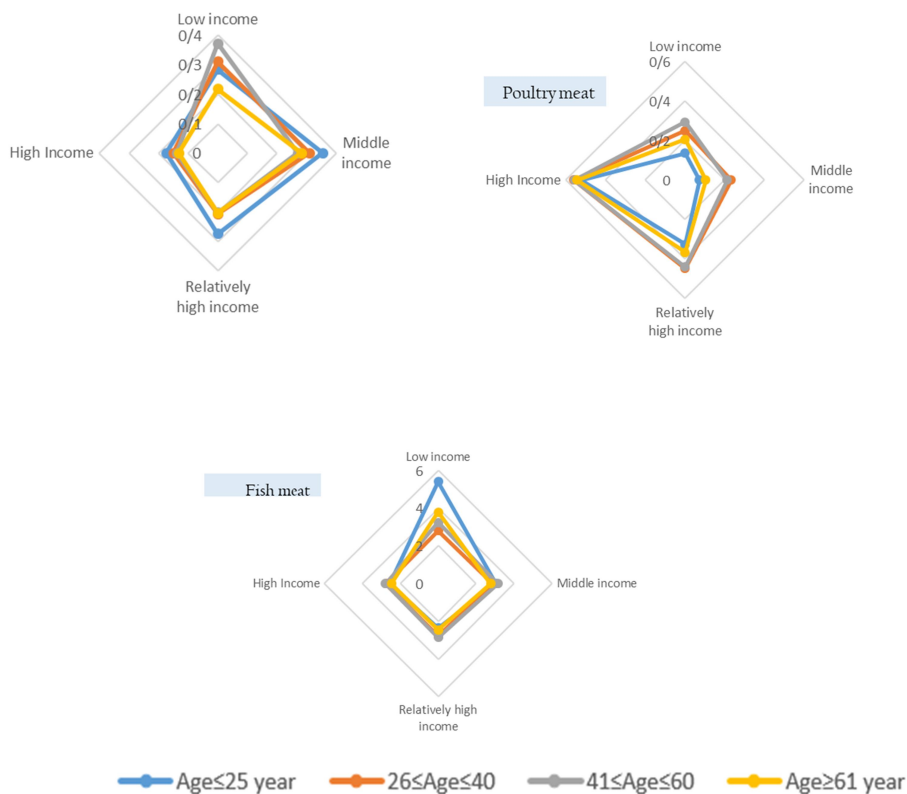 Low income
0/4
0/3
0/2
0/1
0
High Income
Middle
income
Relatively
high income
Poultry meat
Low income
0/6
0/4
0/2
0
High Income
Middle
income
Relatively
high income
Fish meat
Low income
6
4
2
0
High Income
Middle income
Relatively high
income
Age≤25 year
26≤Age≤40
41≤Age≤60
Age≥61 year